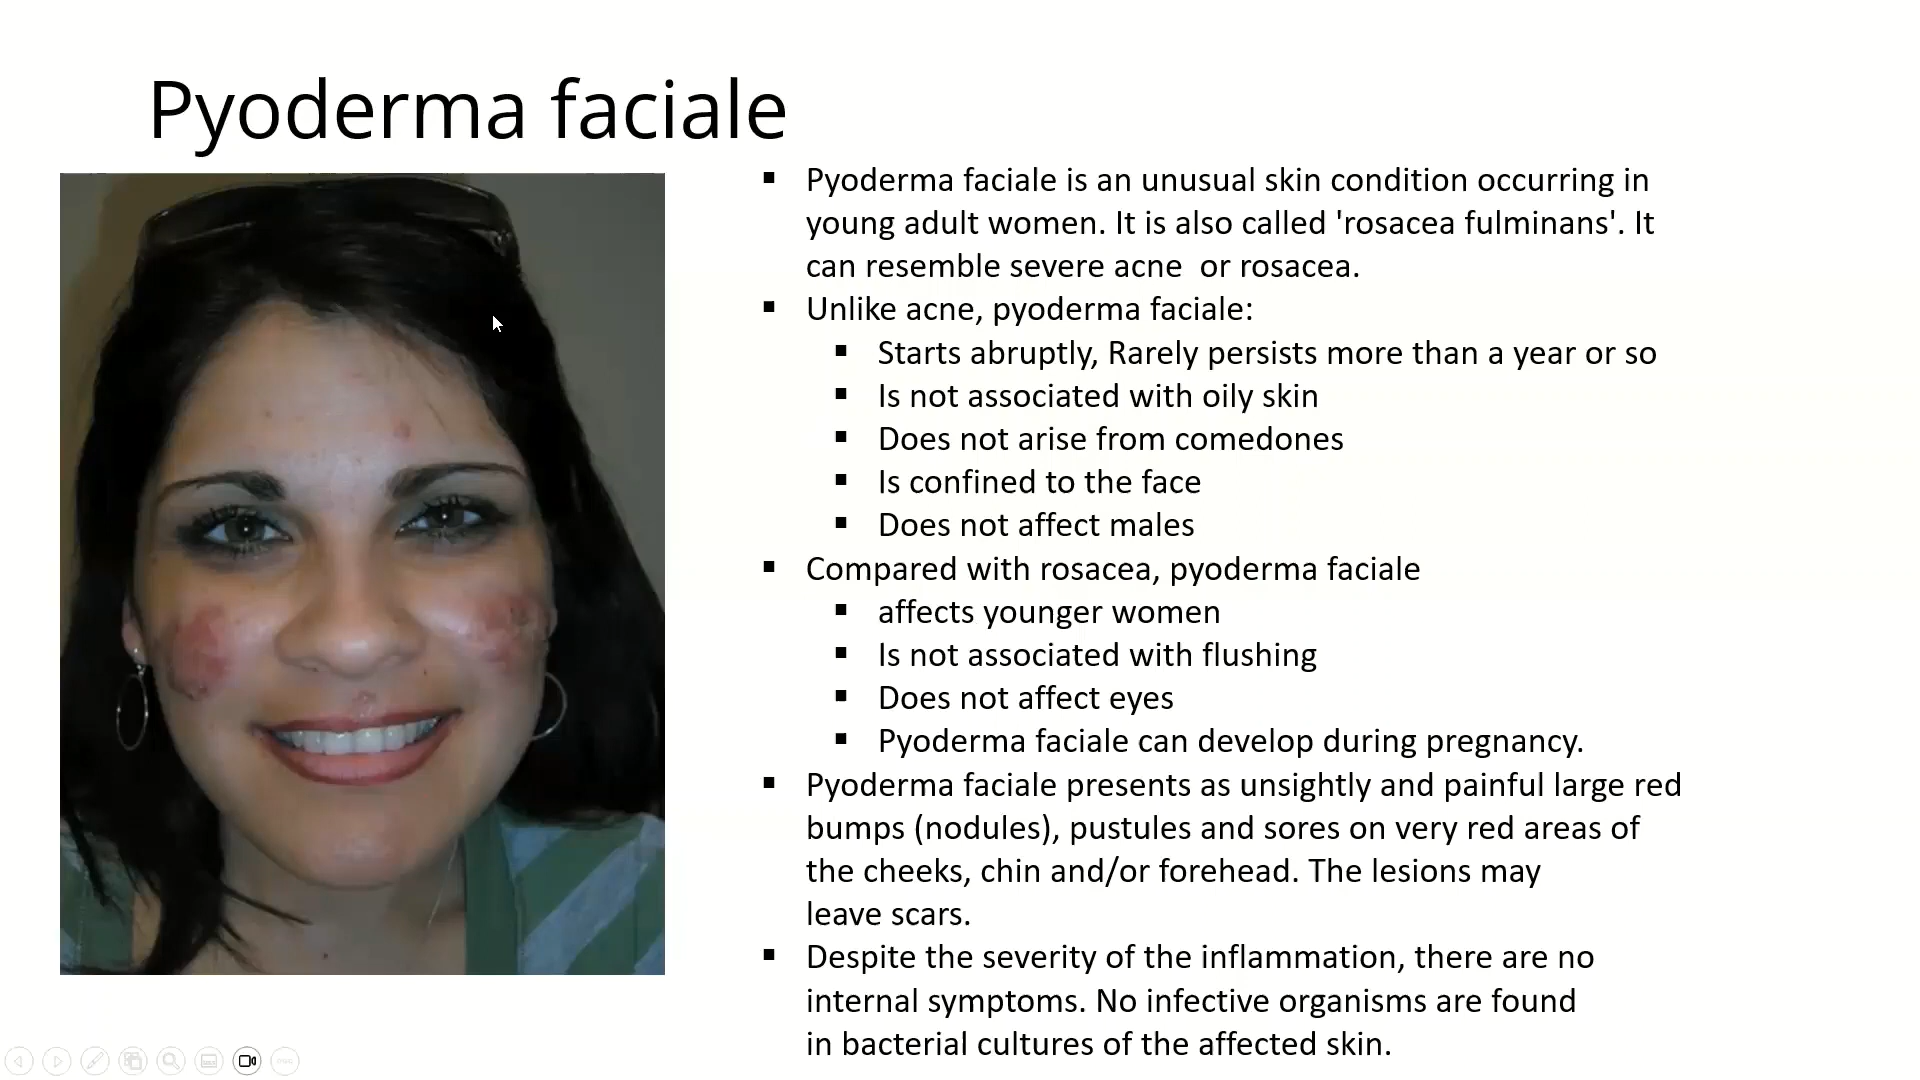 Pyoderma faciale
▪ Pyoderma faciale is an unusual skin condition occurring in
young adult women. It is also called 'rosacea fulminans'. It
can resemble severe acne  or rosacea.
▪ Unlike acne, pyoderma faciale:
▪ Starts abruptly, Rarely persists more than a year or so
▪ Is not associated with oily skin
▪ Does not arise from comedones
▪ Is confined to the face
▪ Does not affect males
▪ Compared with rosacea, pyoderma faciale
▪ affects younger women
▪ Is not associated with flushing
▪ Does not affect eyes
▪ Pyoderma faciale can develop during pregnancy.
▪ Pyoderma faciale presents as unsightly and painful large red
bumps (nodules), pustules and sores on very red areas of
the cheeks, chin and/or forehead. The lesions may
leave scars.
▪ Despite the severity of the inflammation, there are no
internal symptoms. No infective organisms are found
in bacterial cultures of the affected skin.